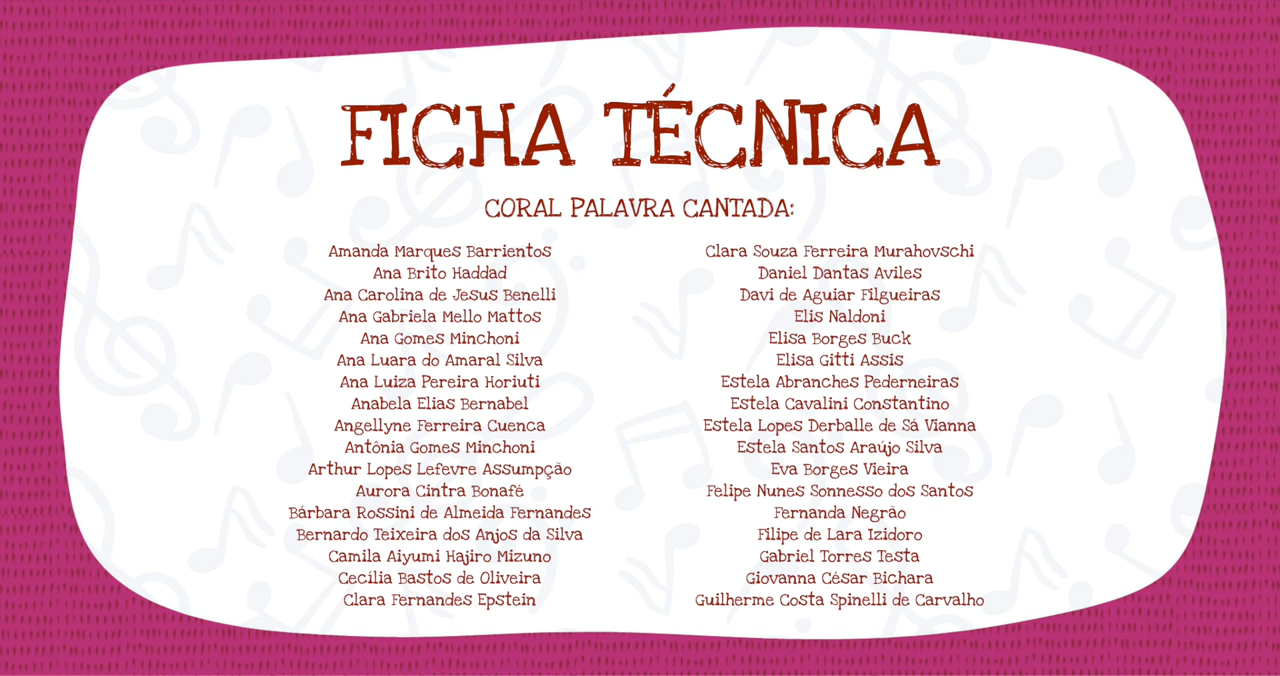 FICHA TÉCNICA
CORAL PALAVRA CANTADA:
Amanda Marques Barrientos
Ana Brito Haddad
Ana Carolina de Jesus Benelli
Ana Gabriela Mello Mattos
Ana Gomes Minchoni
Ana Luara do Amaral Silva
Ana Luiza Pereira Horiuti
Anabela Elias Bernabel
Angellyne Ferreira Cuenca
Antônia Gomes Minchoni
Arthur Lopes Lefevre Assumpção
Aurora Cintra Bonafé
Bárbara Rossini de Almeida Fernandes
Bernardo Teixeira dos Anjos da Silva
Camila Aiyumi Hajiro Mizuno
Cecília Bastos de Oliveira
Clara Fernandes Epstein
Clara Souza Ferreira Murahovschi
Daniel Dantas Aviles
Davi de Aguiar Filgueiras
Elis Naldoni
Elisa Borges Buck
Elisa Gitti Assis
Estela Abranches Pederneiras
Estela Cavalini Constantino
Estela Lopes Derballe de Sá Vianna
Estela Santos Araújo Silva
Eva Borges Vieira
Felipe Nunes Sonnesso dos Santos
Fernanda Negrão
Filipe de Lara Izidoro
Gabriel Torres Testa
Giovanna César Bichara
Guilherme Costa Spinelli de Carvalho